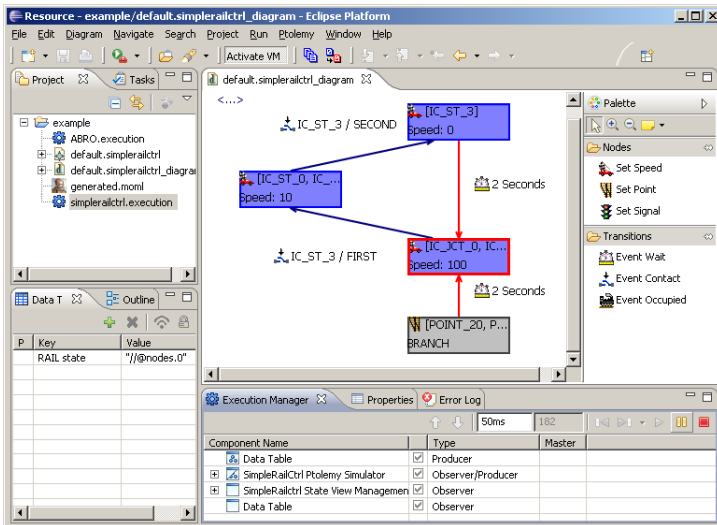 Resource - example/default.simplerailctrl_diagram - Eclipse Platform
File Edit Diagram Navigate Search Project Run Ptolemy Window Help
Activate VM
Project Tasks
example
ABRO.execution
default.simplerailctrl
default.simplerailctrl_diagra
generated.moml
simplerailctrl.execution
default.simplerailctrl_diagram
<...>
[IC_ST_3]
Speed: 0
IC_ST_3 / SECOND
[IC_ST_0, IC_...
Speed: 10
2 Seconds
IC_ST_3 / FIRST
[IC_JCT_0, IC...
Speed: 100
2 Seconds
[POINT_20, P...
BRANCH
Palette
Nodes
Set Speed
Set Point
Set Signal
Transitions
Event Wait
Event Contact
Event Occupied
Data T Outline
P Key Value
RAIL state "//@nodes.0"
Execution Manager Properties Error Log
50ms 182
Component Name Type Master
Data Table Producer
SimpleRailCtrl Ptolemy Simulator Observer/Producer
SimpleRailctrl State View Managemen Observer
Data Table Observer